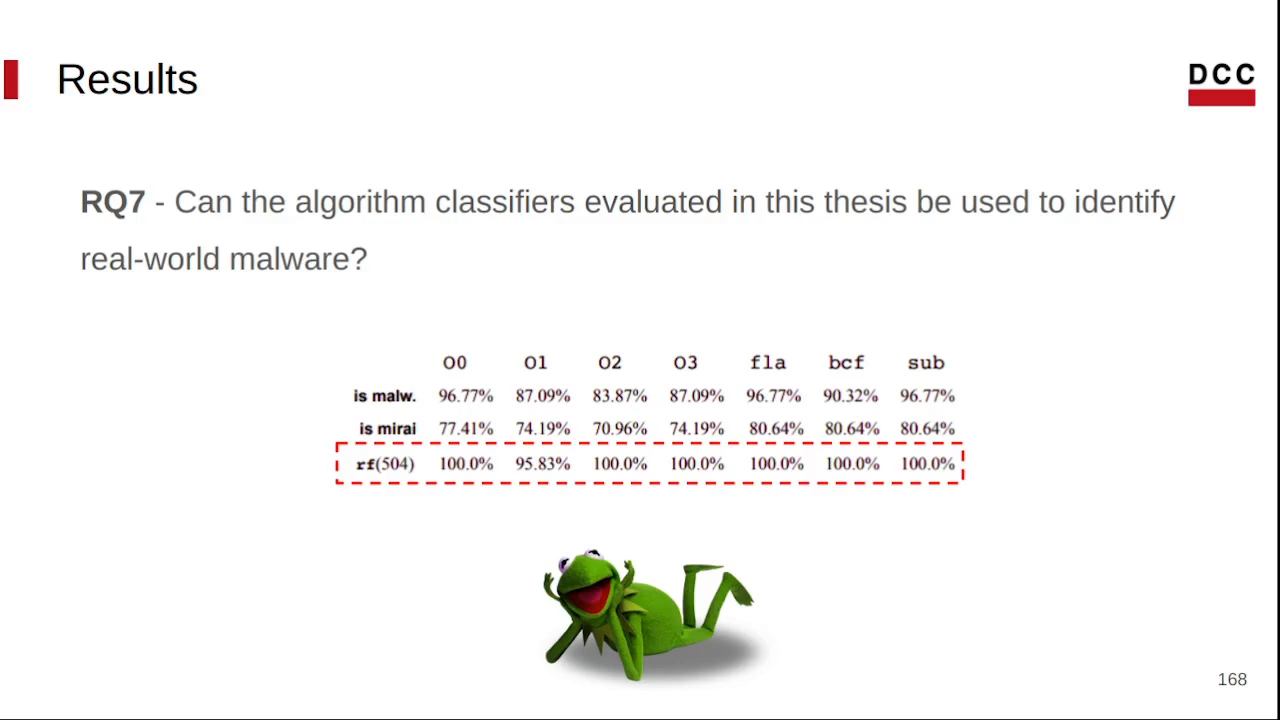 Results
DCC
RQ7 - Can the algorithm classifiers evaluated in this thesis be used to identify
real-world malware?
O0 O1 O2 O3 fla bcf sub
is malw. 96.77% 87.09% 83.87% 87.09% 96.77% 90.32% 96.77%
is mirai 77.41% 74.19% 70.96% 74.19% 80.64% 80.64% 80.64%
rf(504) 100.0% 95.83% 100.0% 100.0% 100.0% 100.0% 100.0%
168